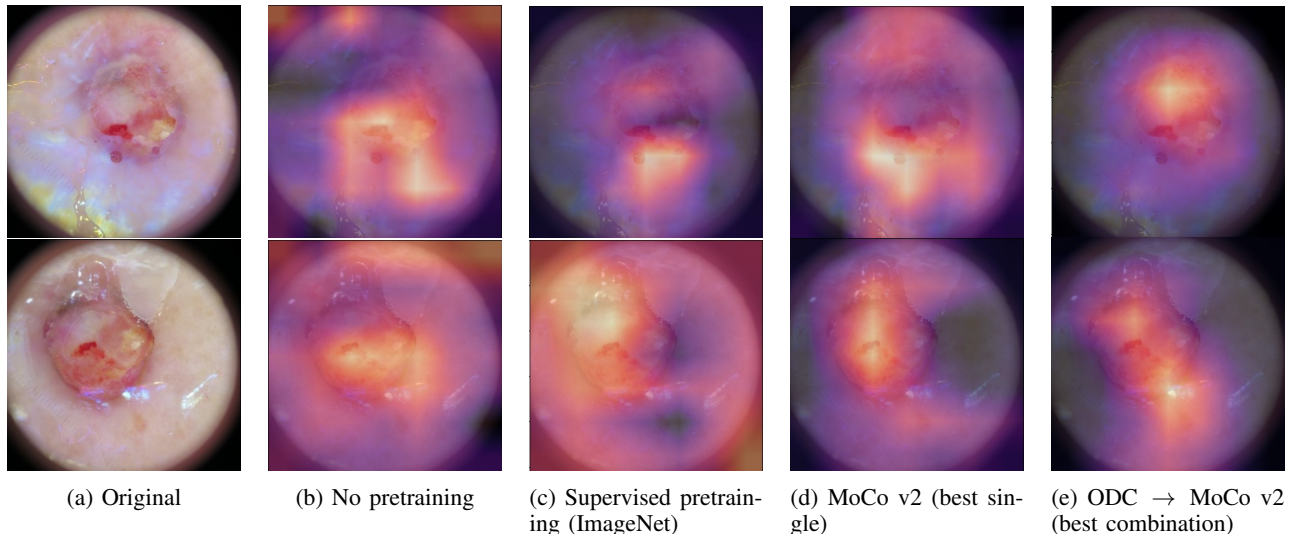 (a) Original
(b) No pretraining
(c) Supervised pretrain-
ing (ImageNet)
(d) MoCo v2 (best sin-
gle)
(e) ODC → MoCo v2
(best combination)